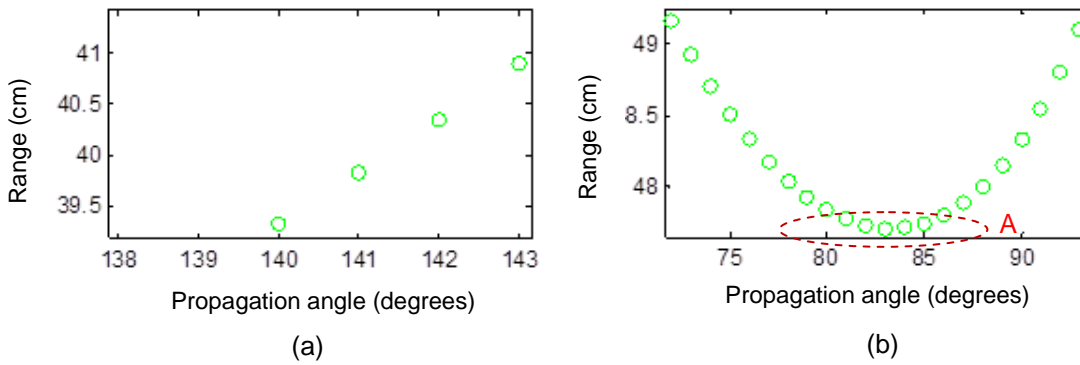 Range (cm)
41
40.5
40
39.5
138 139 140 141 142 143
Propagation angle (degrees)
(a)
Range (cm)
49
8.5
48
A
75 80 85 90
Propagation angle (degrees)
(b)